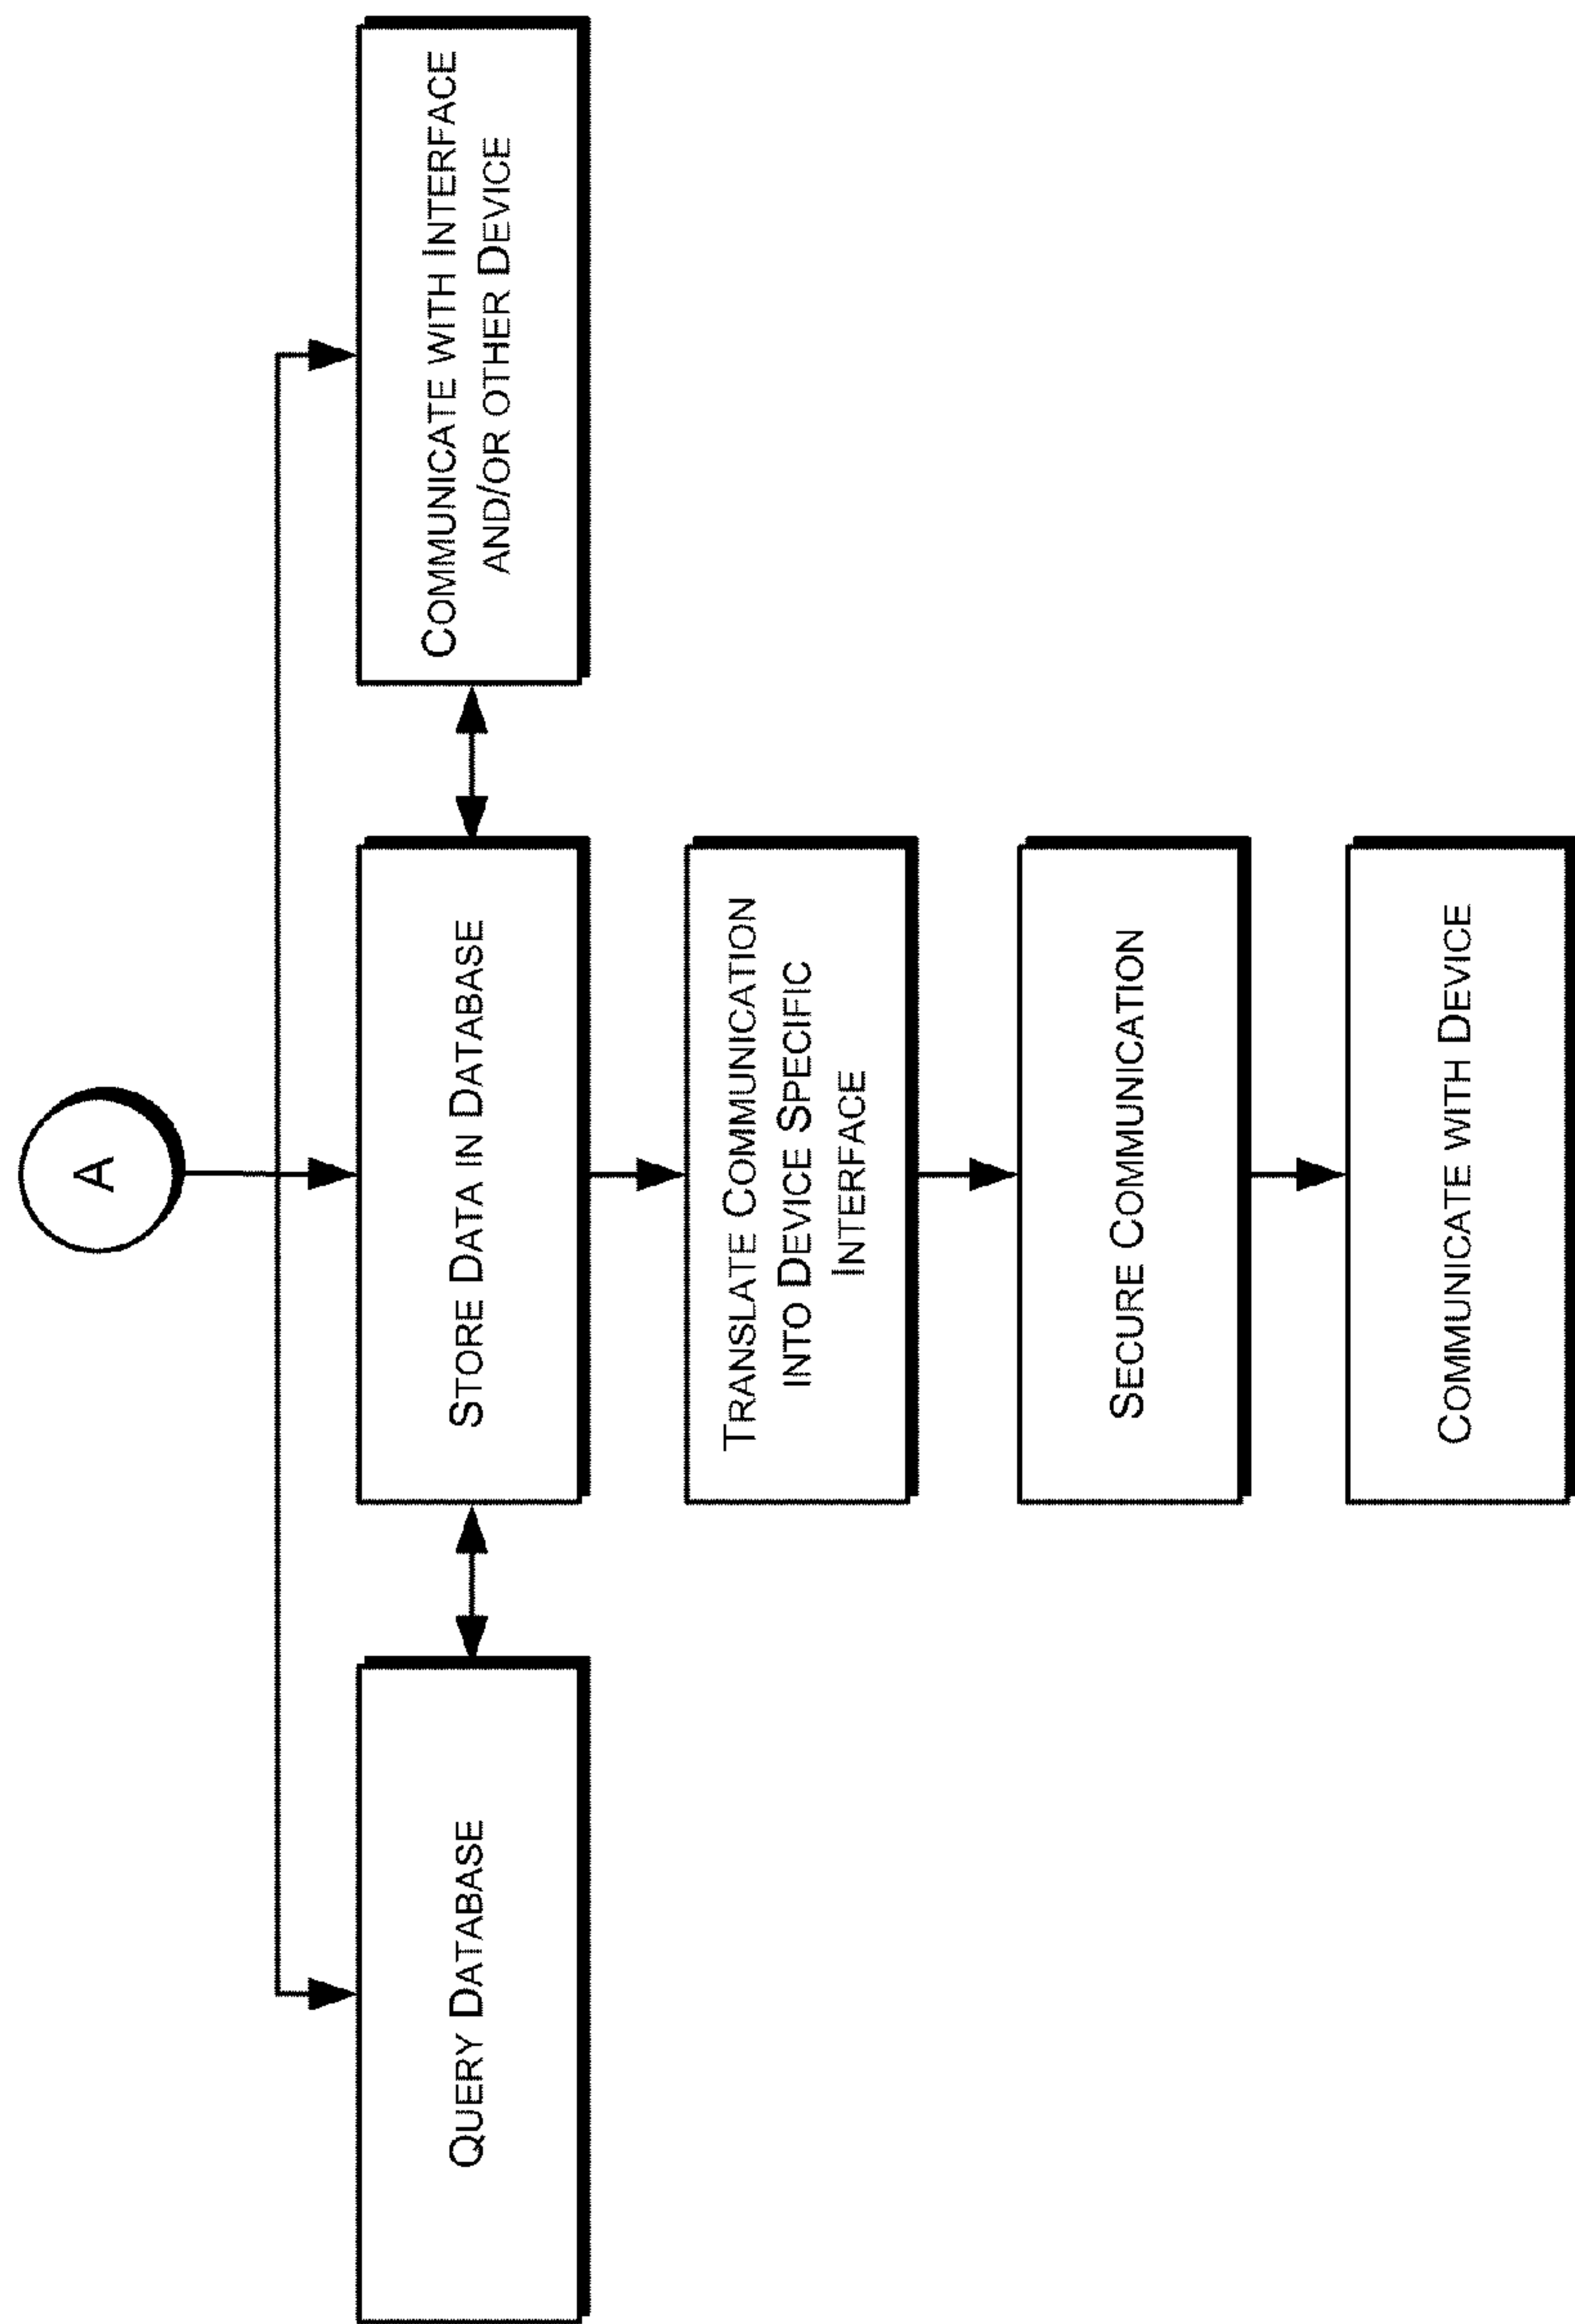 A
QUERY DATABASE
STORE DATA IN DATABASE
COMMUNICATE WITH INTERFACE
AND/OR OTHER DEVICE
TRANSLATE COMMUNICATION
INTO DEVICE SPECIFIC
INTERFACE
SECURE COMMUNICATION
COMMUNICATE WITH DEVICE